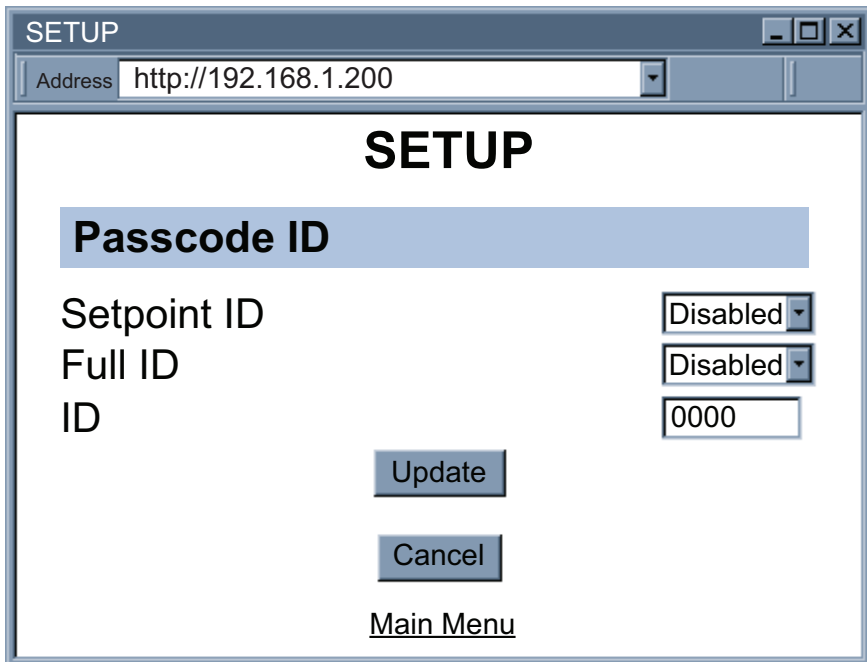 SETUP
Address http://192.168.1.200
SETUP
Passcode ID
Setpoint ID Disabled
Full ID Disabled
ID 0000
Update
Cancel
Main Menu